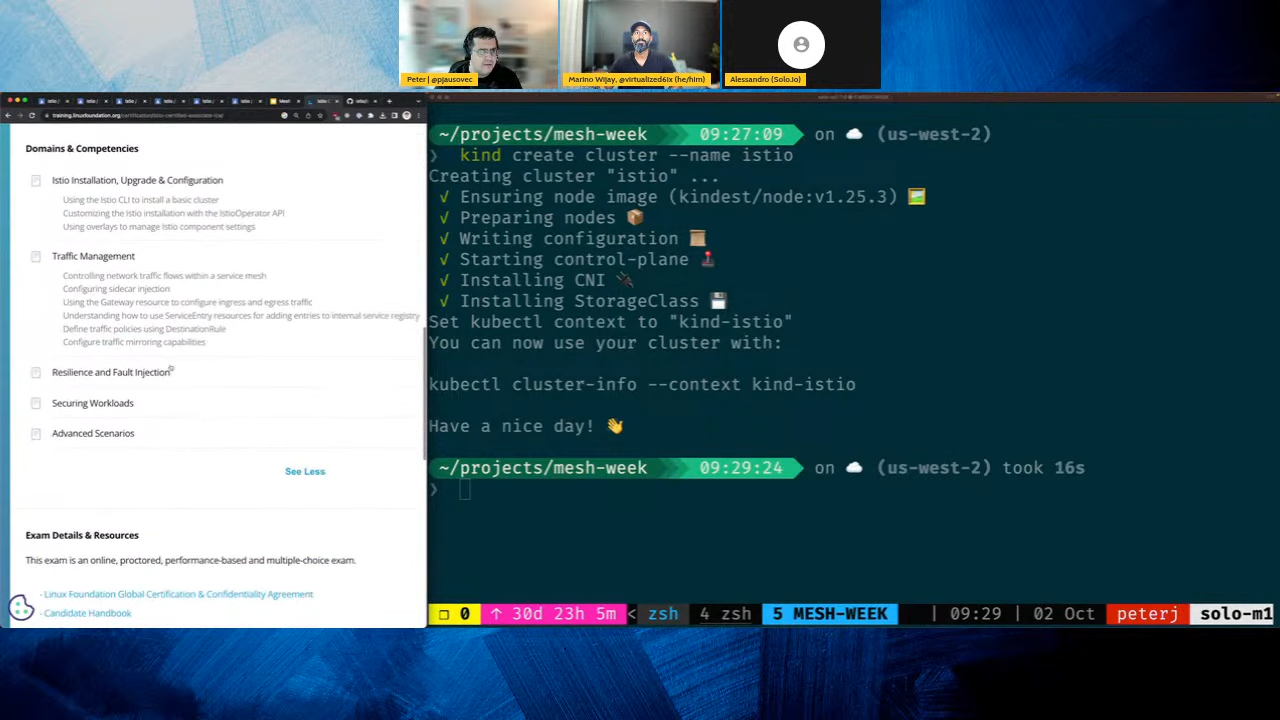 Peter | @pjausovec
Marino Wijay, @virtualized6ix (he/him)
Alessandro (Solo.io)
training.linuxfoundation.org/certification/istio-certified-associate-ica/
Domains & Competencies
Istio Installation, Upgrade & Configuration
Using the Istio CLI to install a basic cluster
Customizing the Istio installation with the IstioOperator API
Using overlays to manage Istio component settings
Traffic Management
Controlling network traffic flows within a service mesh
Configuring sidecar injection
Using the Gateway resource to configure ingress and egress traffic
Understanding how to use ServiceEntry resources for adding entries to internal service registry
Define traffic policies using DestinationRule
Configure traffic mirroring capabilities
Resilience and Fault Injection
Securing Workloads
Advanced Scenarios
See Less
Exam Details & Resources
This exam is an online, proctored, performance-based and multiple-choice exam.
- Linux Foundation Global Certification & Confidentiality Agreement
- Candidate Handbook
~/projects/mesh-week 09:27:09 on (us-west-2)
❯ kind create cluster --name istio
Creating cluster "istio" ...
✓ Ensuring node image (kindest/node:v1.25.3) 🖼
✓ Preparing nodes 📦
✓ Writing configuration 📜
✓ Starting control-plane 🕹
✓ Installing CNI 🔌
✓ Installing StorageClass 💾
Set kubectl context to "kind-istio"
You can now use your cluster with:
kubectl cluster-info --context kind-istio
Have a nice day! 👋
~/projects/mesh-week 09:29:24 on (us-west-2) took 16s
❯
❐ 0 ↑ 30d 23h 5m < zsh 4 zsh 5 MESH-WEEK | 09:29 | 02 Oct peterj solo-m1